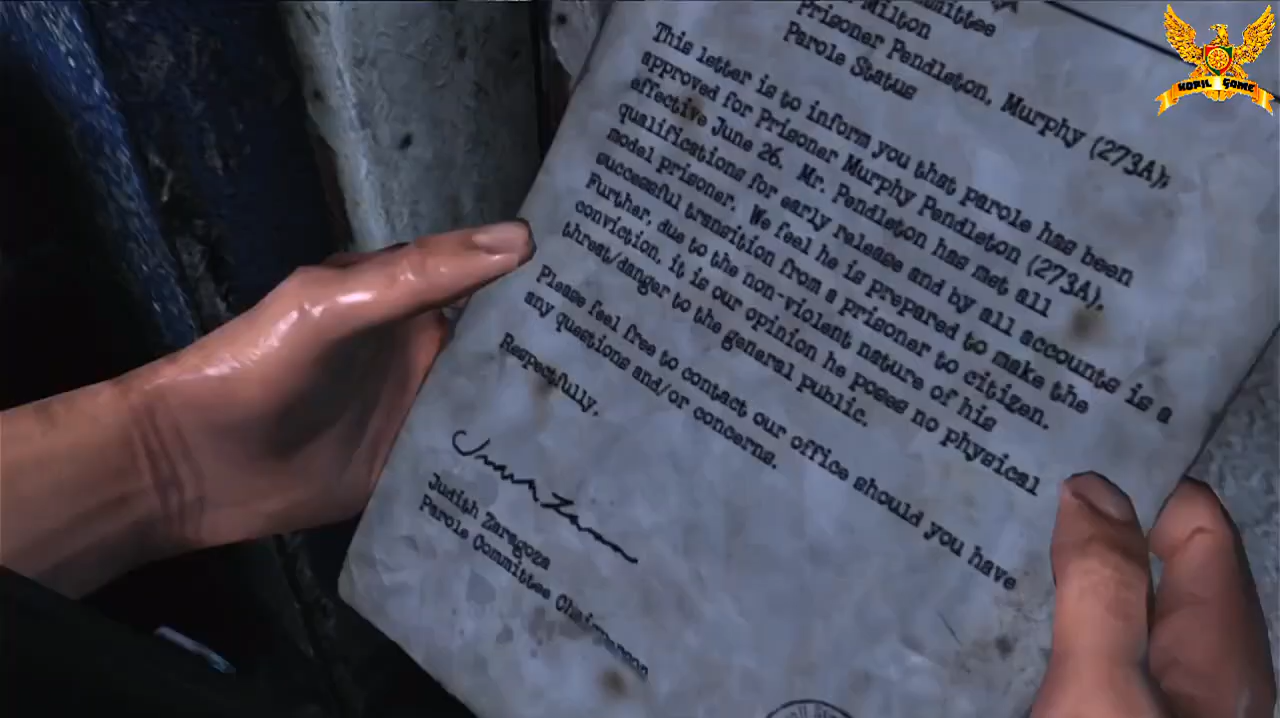 Committee
Milton
Prisoner Pendleton, Murphy (273A);
Parole Status
This letter is to inform you that parole has been
approved for Prisoner Murphy Pendleton (273A),
effective June 26. Mr. Pendleton has met all
qualifications for early release and by all accounts is a
model prisoner. We feel he is prepared to make the
successful transition from a prisoner to citizen.
Further, due to the non-violent nature of his
conviction, it is our opinion he poses no physical
threat/danger to the general public.
Please feel free to contact our office should you have
any questions and/or concerns.
Respectfully,
Judith Zaragoza
Parole Committee Chairperson
KOPIL GAME